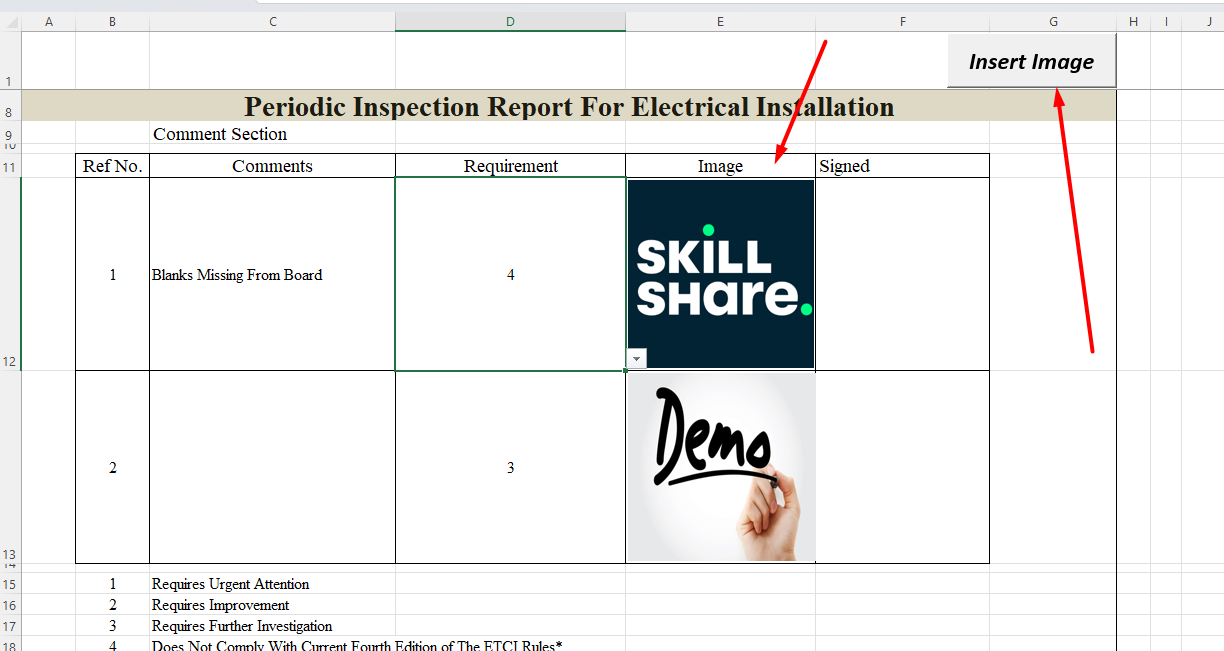 A B C D E F G H I J
1 Insert Image
8 Periodic Inspection Report For Electrical Installation
9 Comment Section
10
11 Ref No. Comments Requirement Image Signed
SKILL
SHare.
12 1 Blanks Missing From Board 4
Demo
13 2 3
14
15 1 Requires Urgent Attention
16 2 Requires Improvement
17 3 Requires Further Investigation
18 4 Does Not Comply With Current Fourth Edition of The ETCI Rules*